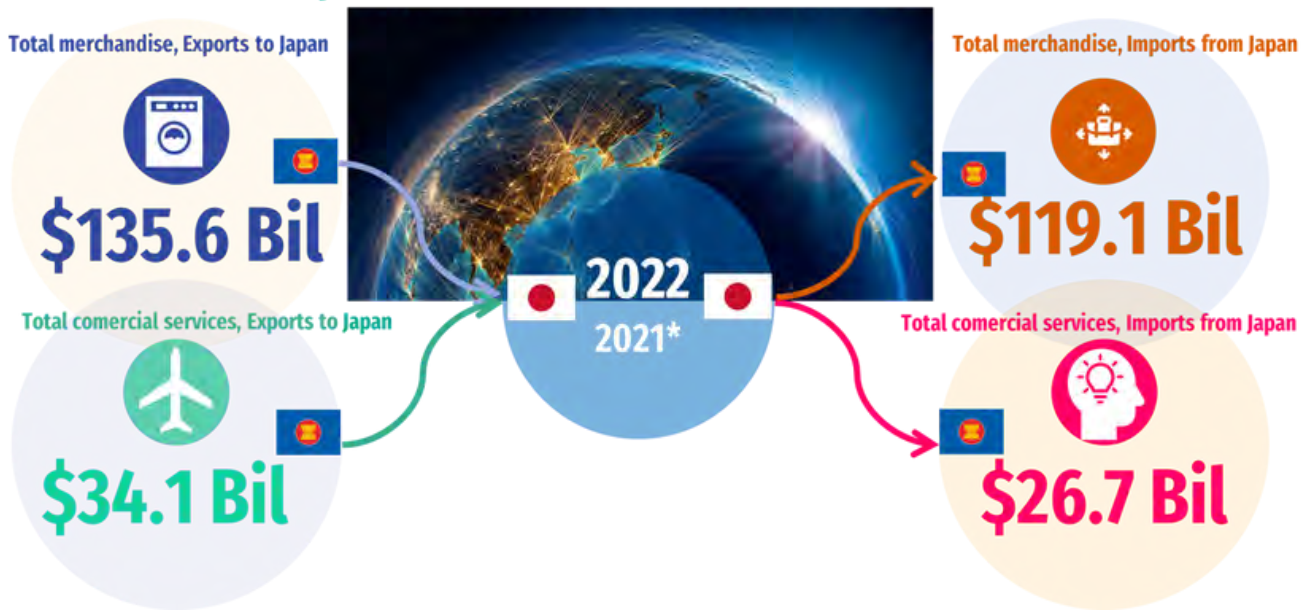 Total merchandise, Exports to Japan
$135.6 Bil
Total comercial services, Exports to Japan
$34.1 Bil
2022
2021*
Total merchandise, Imports from Japan
$119.1 Bil
Total comercial services, Imports from Japan
$26.7 Bil